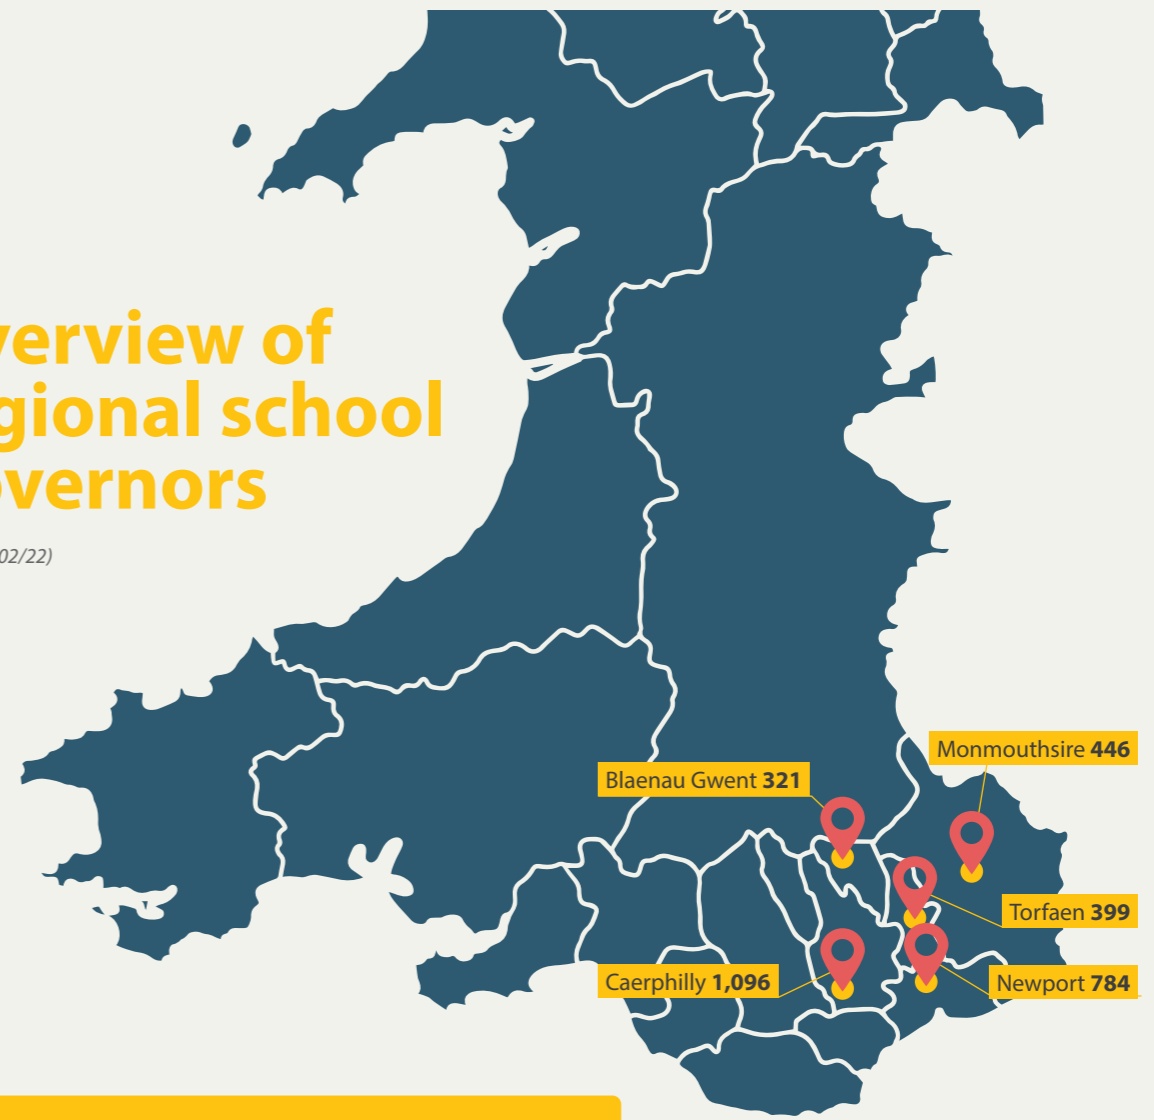 verview of
gional school
overnors
02/22)
Monmouthsire 446
Blaenau Gwent 321
Torfaen 399
Caerphilly 1,096
Newport 784